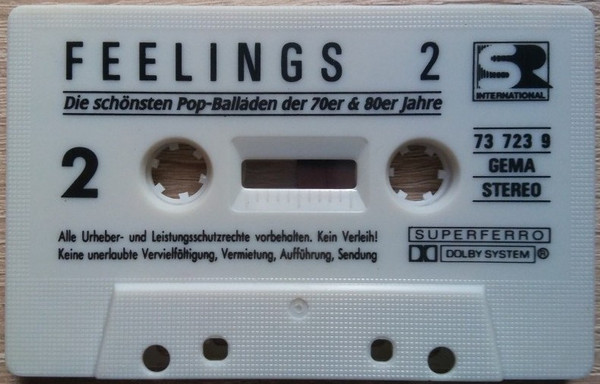 FEELINGS 2
Die schönsten Pop-Balladen der 70er & 80er Jahre
SR
INTERNATIONAL
2
73 723 9
GEMA
STEREO
Alle Urheber- und Leistungsschutzrechte vorbehalten. Kein Verleih!
Keine unerlaubte Vervielfältigung, Vermietung, Aufführung, Sendung
SUPERFERRO
DOLBY SYSTEM ®